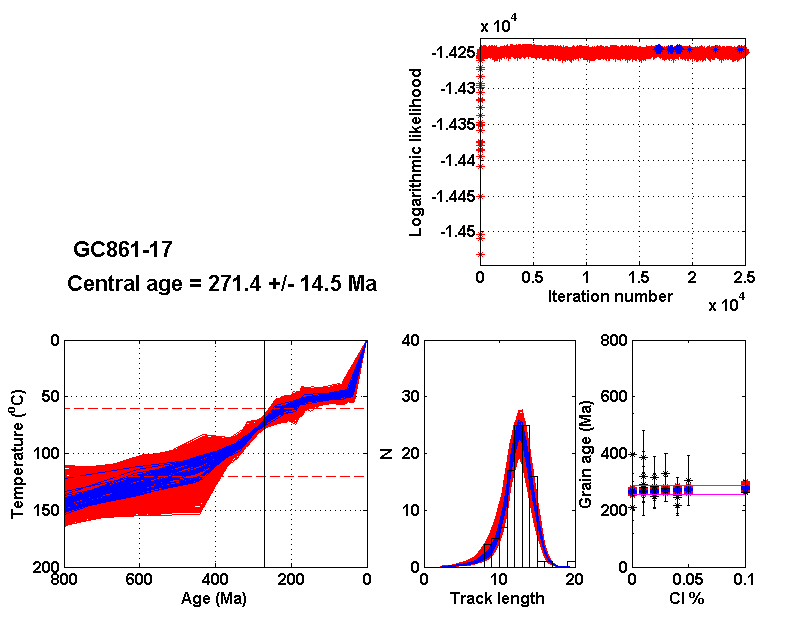 x 10^4
-1.425
-1.43
-1.435
-1.44
-1.445
-1.45
Logarithmic likelihood
0 0.5 1 1.5 2 2.5
Iteration number
x 10^4
GC861-17
Central age = 271.4 +/- 14.5 Ma
0
50
100
150
200
Temperature (⁰C)
800 600 400 200 0
Age (Ma)
40
30
20
10
0
N
0 10 20
Track length
800
600
400
200
0
Grain age (Ma)
0 0.05 0.1
Cl %